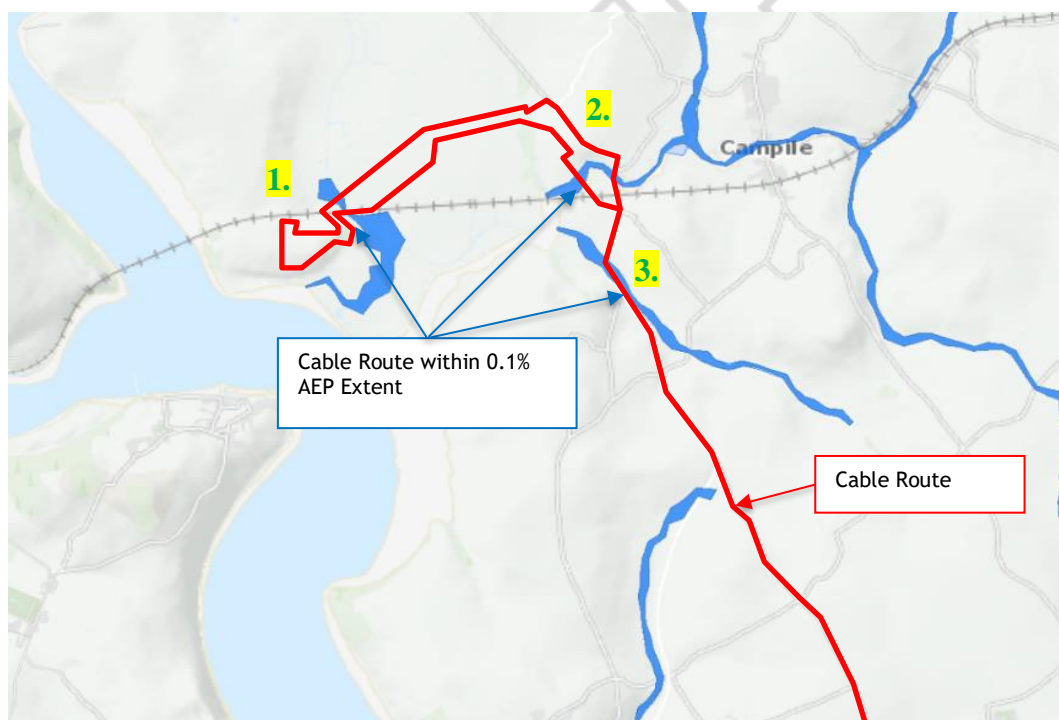 2.
Campile
1.
3.
Cable Route within 0.1%
AEP Extent
Cable Route